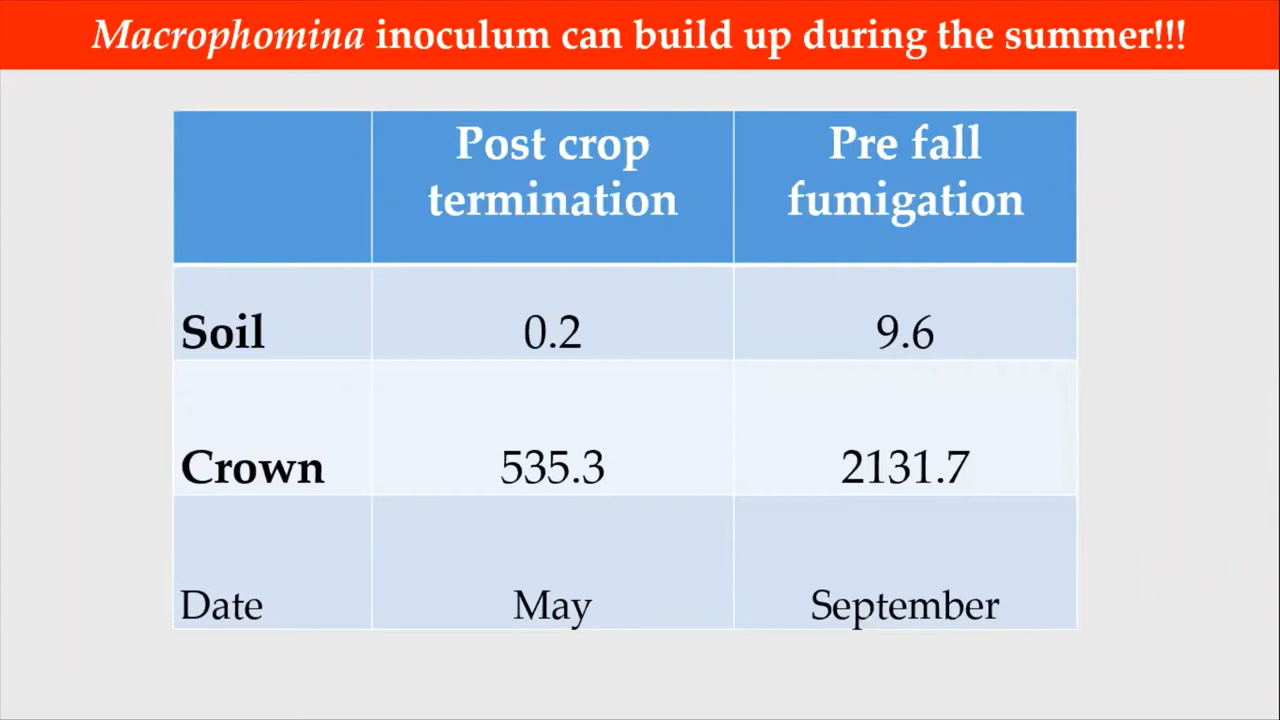 Macrophomina inoculum can build up during the summer!!!
Post crop termination Pre fall fumigation
Soil 0.2 9.6
Crown 535.3 2131.7
Date May September